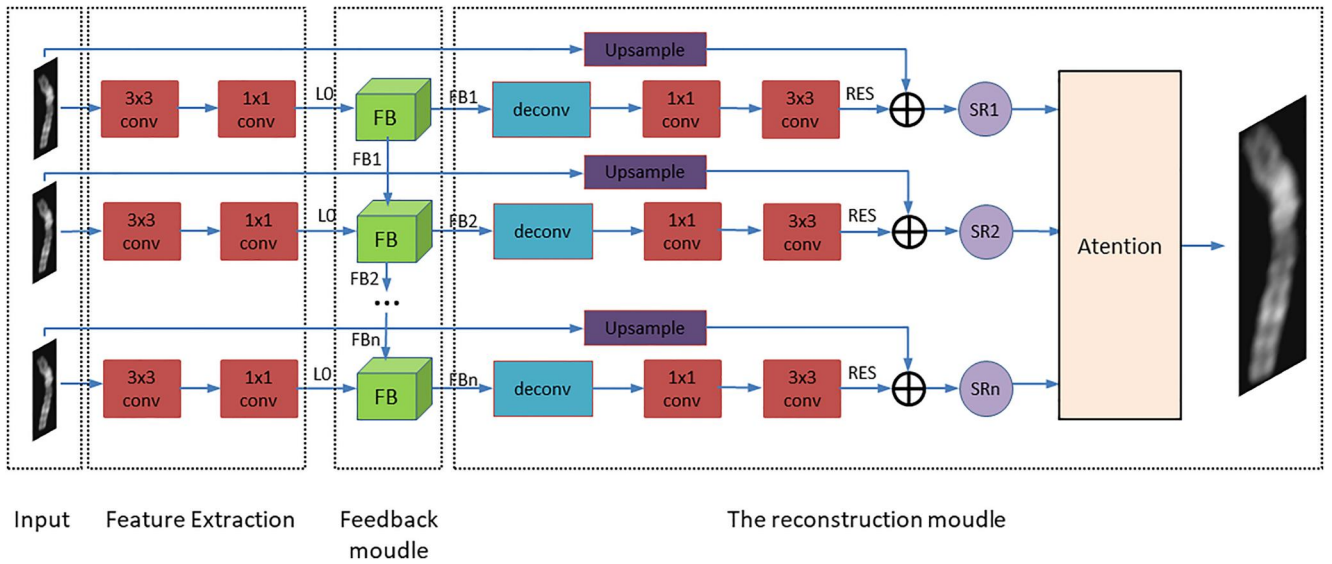 Upsample
3x3
conv
1x1
conv
L0
FB
FB1
deconv
1x1
conv
3x3
conv
RES
SR1
FB1
Upsample
3x3
conv
1x1
conv
L0
FB
FB2
deconv
1x1
conv
3x3
conv
RES
SR2
Atention
FB2
...
Upsample
FBn
3x3
conv
1x1
conv
L0
FB
FBn
deconv
1x1
conv
3x3
conv
RES
SRn
Input
Feature Extraction
Feedback
moudle
The reconstruction moudle